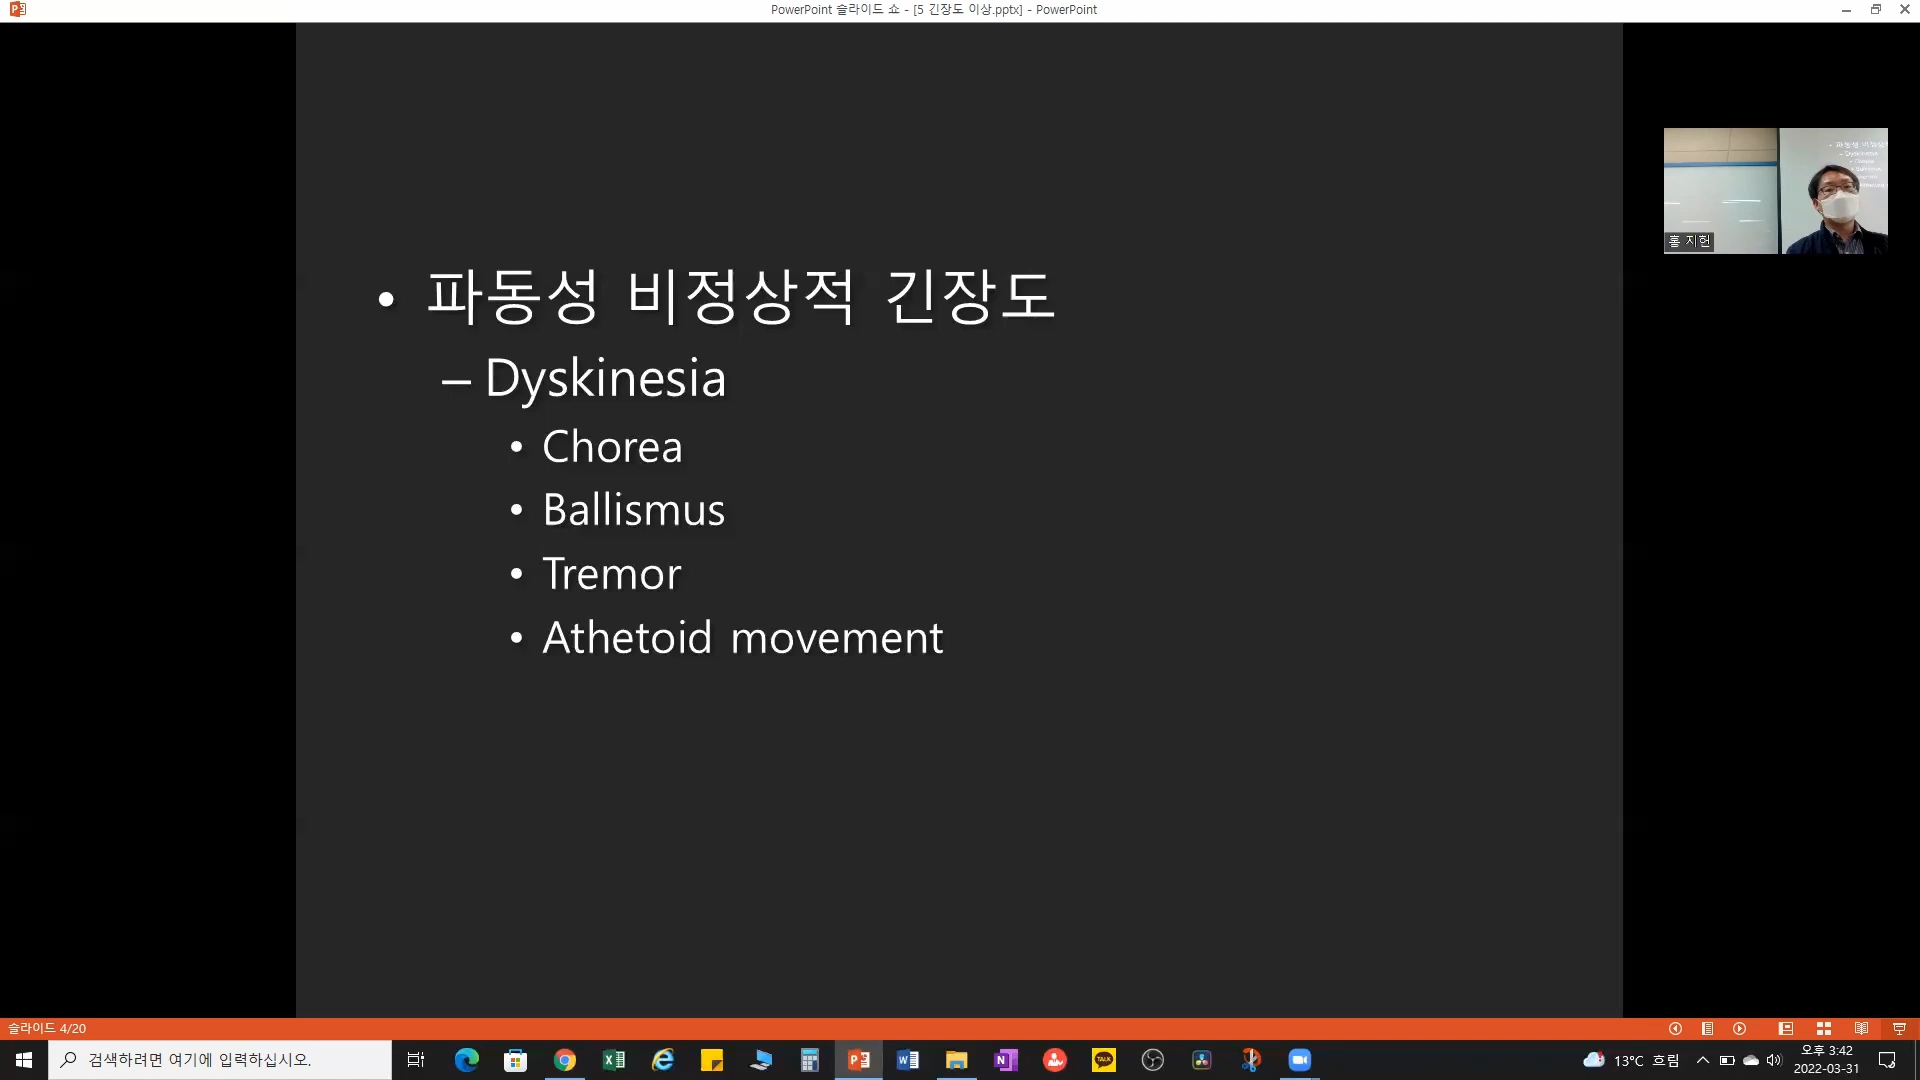 PowerPoint 슬라이드 쇼 - [5 긴장도 이상.pptx] - PowerPoint
• 파동성 비정상적 긴장도
– Dyskinesia
• Chorea
• Ballismus
• Tremor
• Athetoid movement
홍 지헌
슬라이드 4/20
검색하려면 여기에 입력하십시오.
13°C 흐림
오후 3:42
2022-03-31